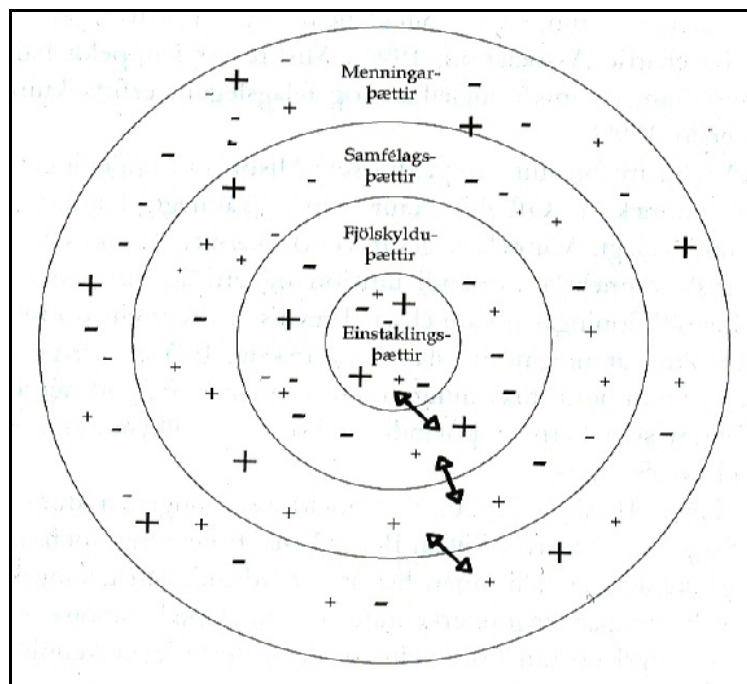 Menningar-
þættir
Samfélags-
þættir
Fjölskyldu-
þættir
Einstaklings-
þættir